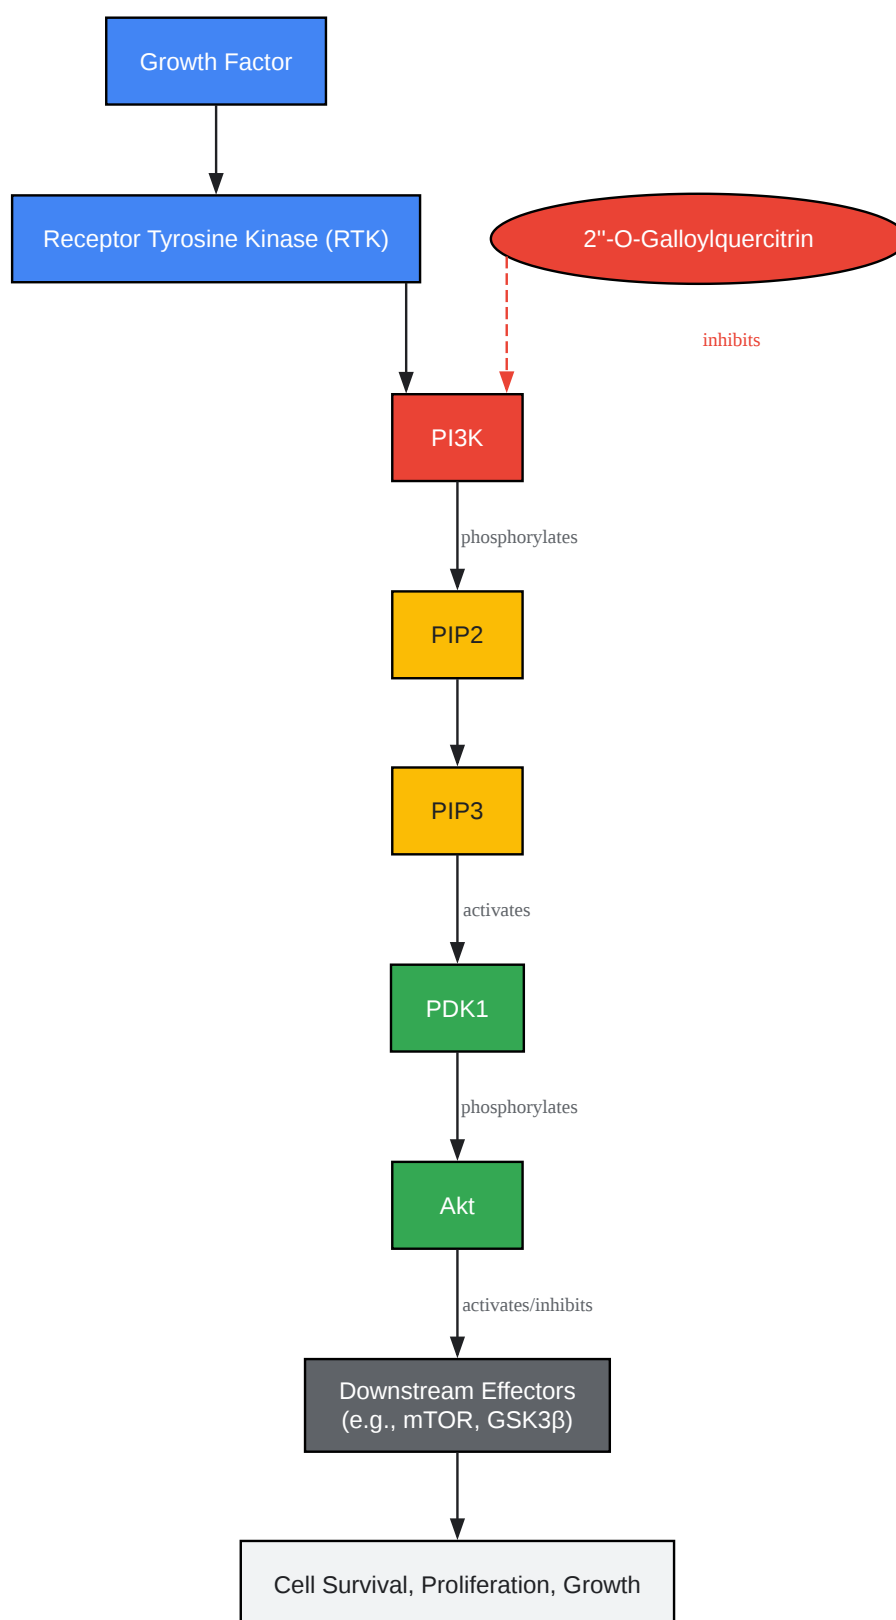 Growth Factor
Receptor Tyrosine Kinase (RTK)
2''-O-Galloylquercitrin
inhibits
PI3K
phosphorylates
PIP2
PIP3
activates
PDK1
phosphorylates
Akt
activates/inhibits
Downstream Effectors
(e.g., mTOR, GSK3β)
Cell Survival, Proliferation, Growth